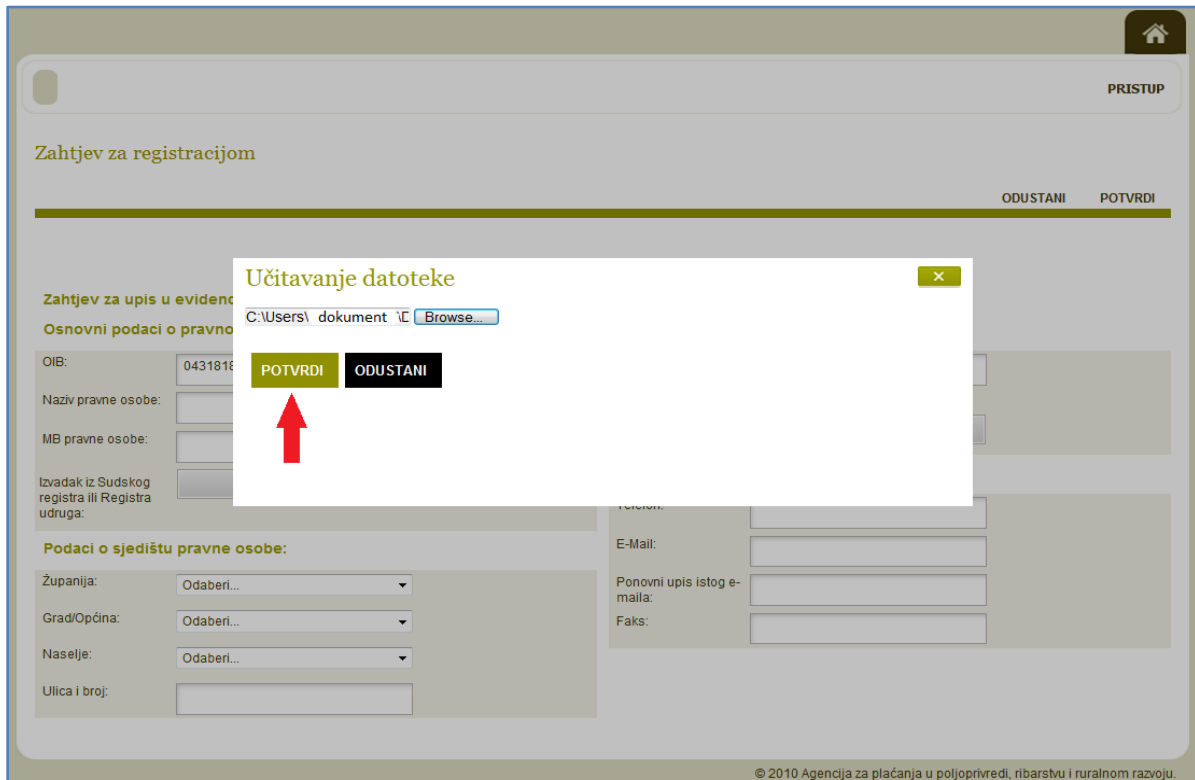 PRISTUP
Zahtjev za registracijom
ODUSTANI POTVRDI
Učitavanje datoteke
C:\Users\ dokument \D Browse...
POTVRDI ODUSTANI
Zahtjev za upis u
Osnovni podaci o
OIB: 0431818
Naziv pravne osobe:
MB pravne osobe:
Izvadak iz Sudskog
registra ili Registra
udruga:
Podaci o sjedištu pravne osobe:
Županija: Odaberi...
Grad/Općina: Odaberi...
Naselje: Odaberi...
Ulica i broj:
Telefon:
E-Mail:
Ponovni upis istog e-
maila:
Faks:
© 2010 Agencija za plaćanja u poljoprivredi, ribarstvu i ruralnom razvoju.